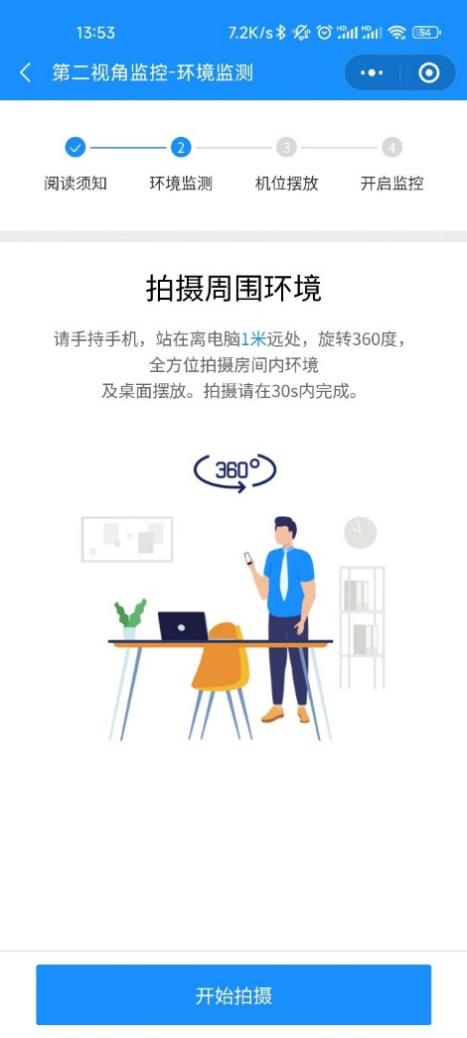 13:53 7.2K/s HD HD 54
第二视角监控-环境监测
2 3 4
阅读须知 环境监测 机位摆放 开启监控
拍摄周围环境
请手持手机，站在离电脑1米远处，旋转360度，
全方位拍摄房间内环境
及桌面摆放。拍摄请在30s内完成。
360°
开始拍摄